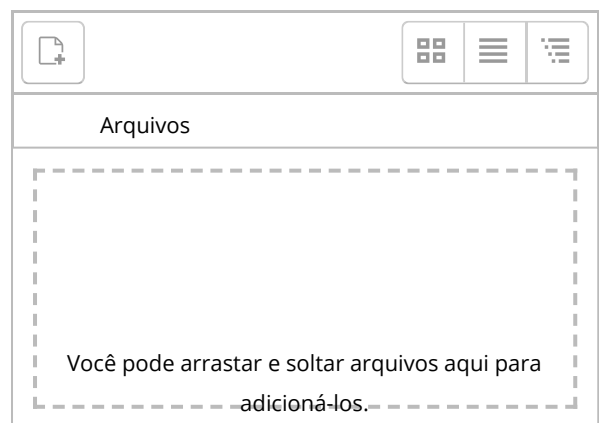 Arquivos
Você pode arrastar e soltar arquivos aqui para
adicioná-los.